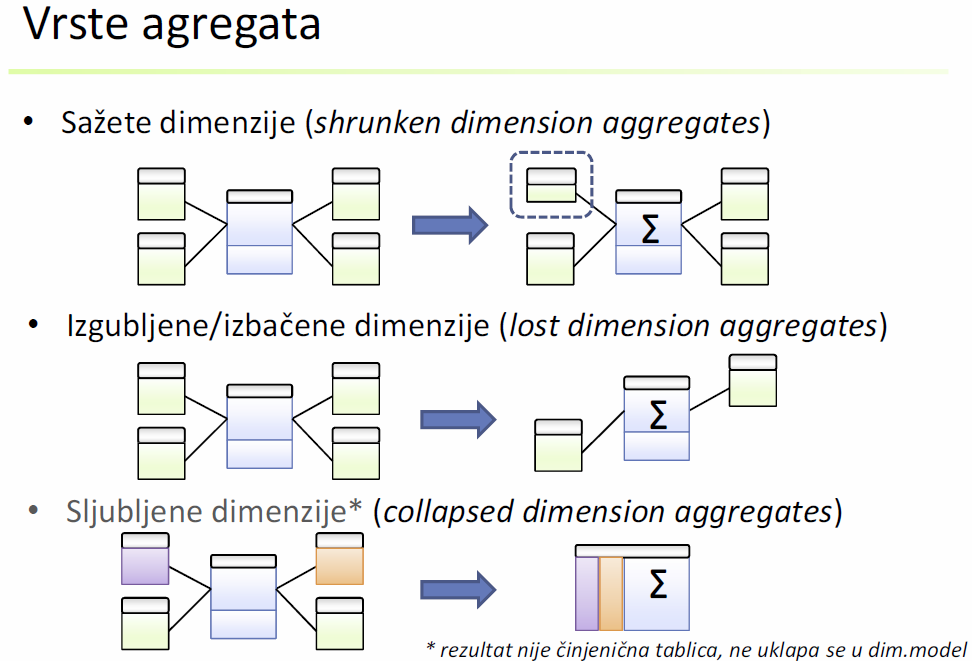 Vrste agregata
• Sažete dimenzije (shrunken dimension aggregates)
Σ
• Izgubljene/izbačene dimenzije (lost dimension aggregates)
Σ
• Sljubljene dimenzije* (collapsed dimension aggregates)
Σ
* rezultat nije činjenična tablica, ne uklapa se u dim.model